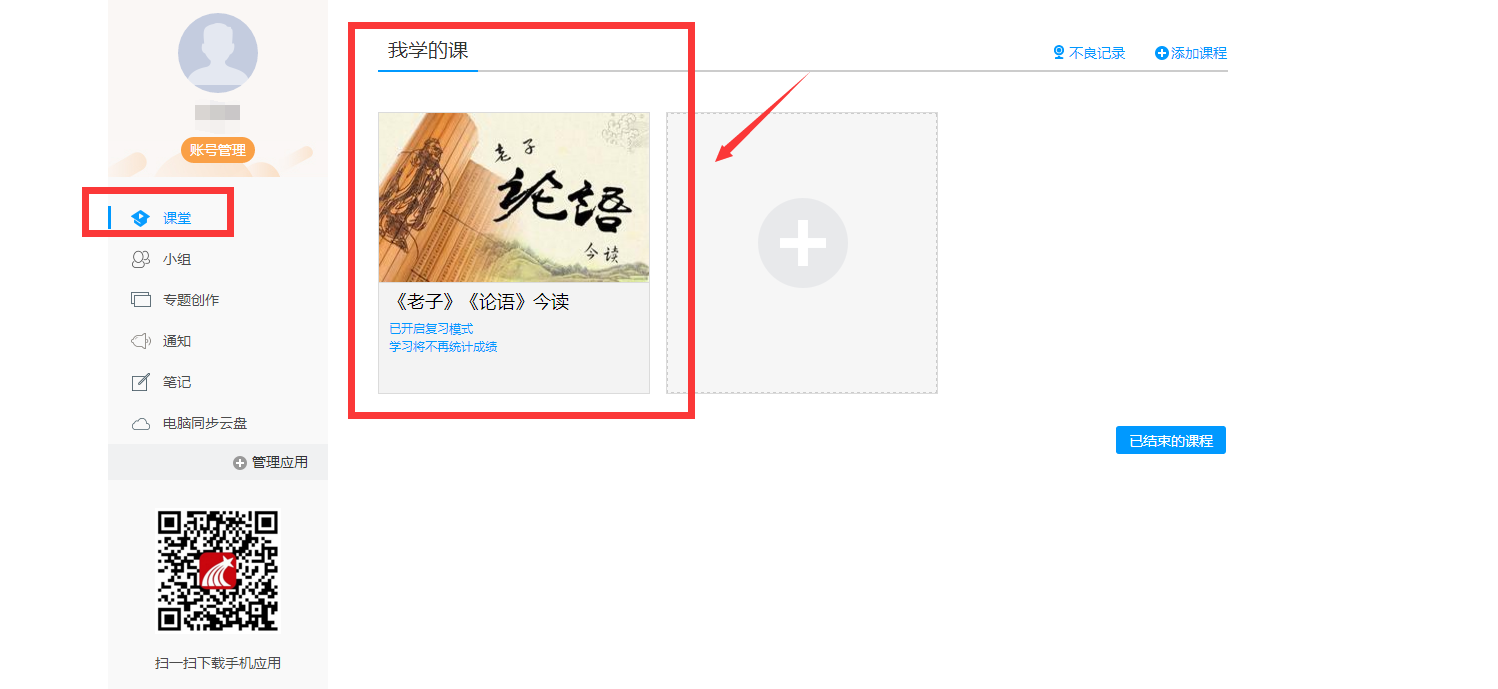 账号管理
课堂
小组
专题创作
通知
笔记
电脑同步云盘
管理应用
扫一扫下载手机应用
我学的课
不良记录
添加课程
老子
论语
今读
《老子》《论语》今读
已开启复习模式
学习将不再统计成绩
已结束的课程